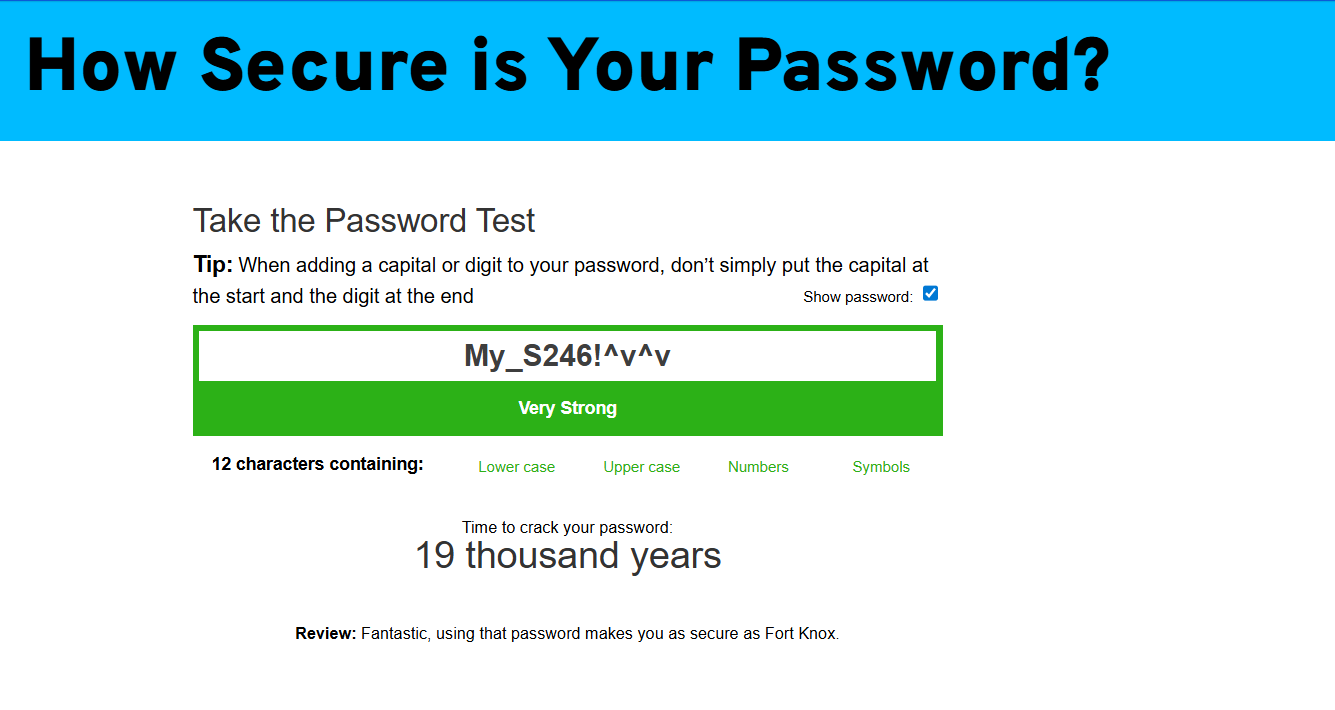 How Secure is Your Password?
Take the Password Test
Tip: When adding a capital or digit to your password, don’t simply put the capital at
the start and the digit at the end
Show password:
My_S246!^v^v
Very Strong
12 characters containing:
Lower case
Upper case
Numbers
Symbols
Time to crack your password:
19 thousand years
Review: Fantastic, using that password makes you as secure as Fort Knox.